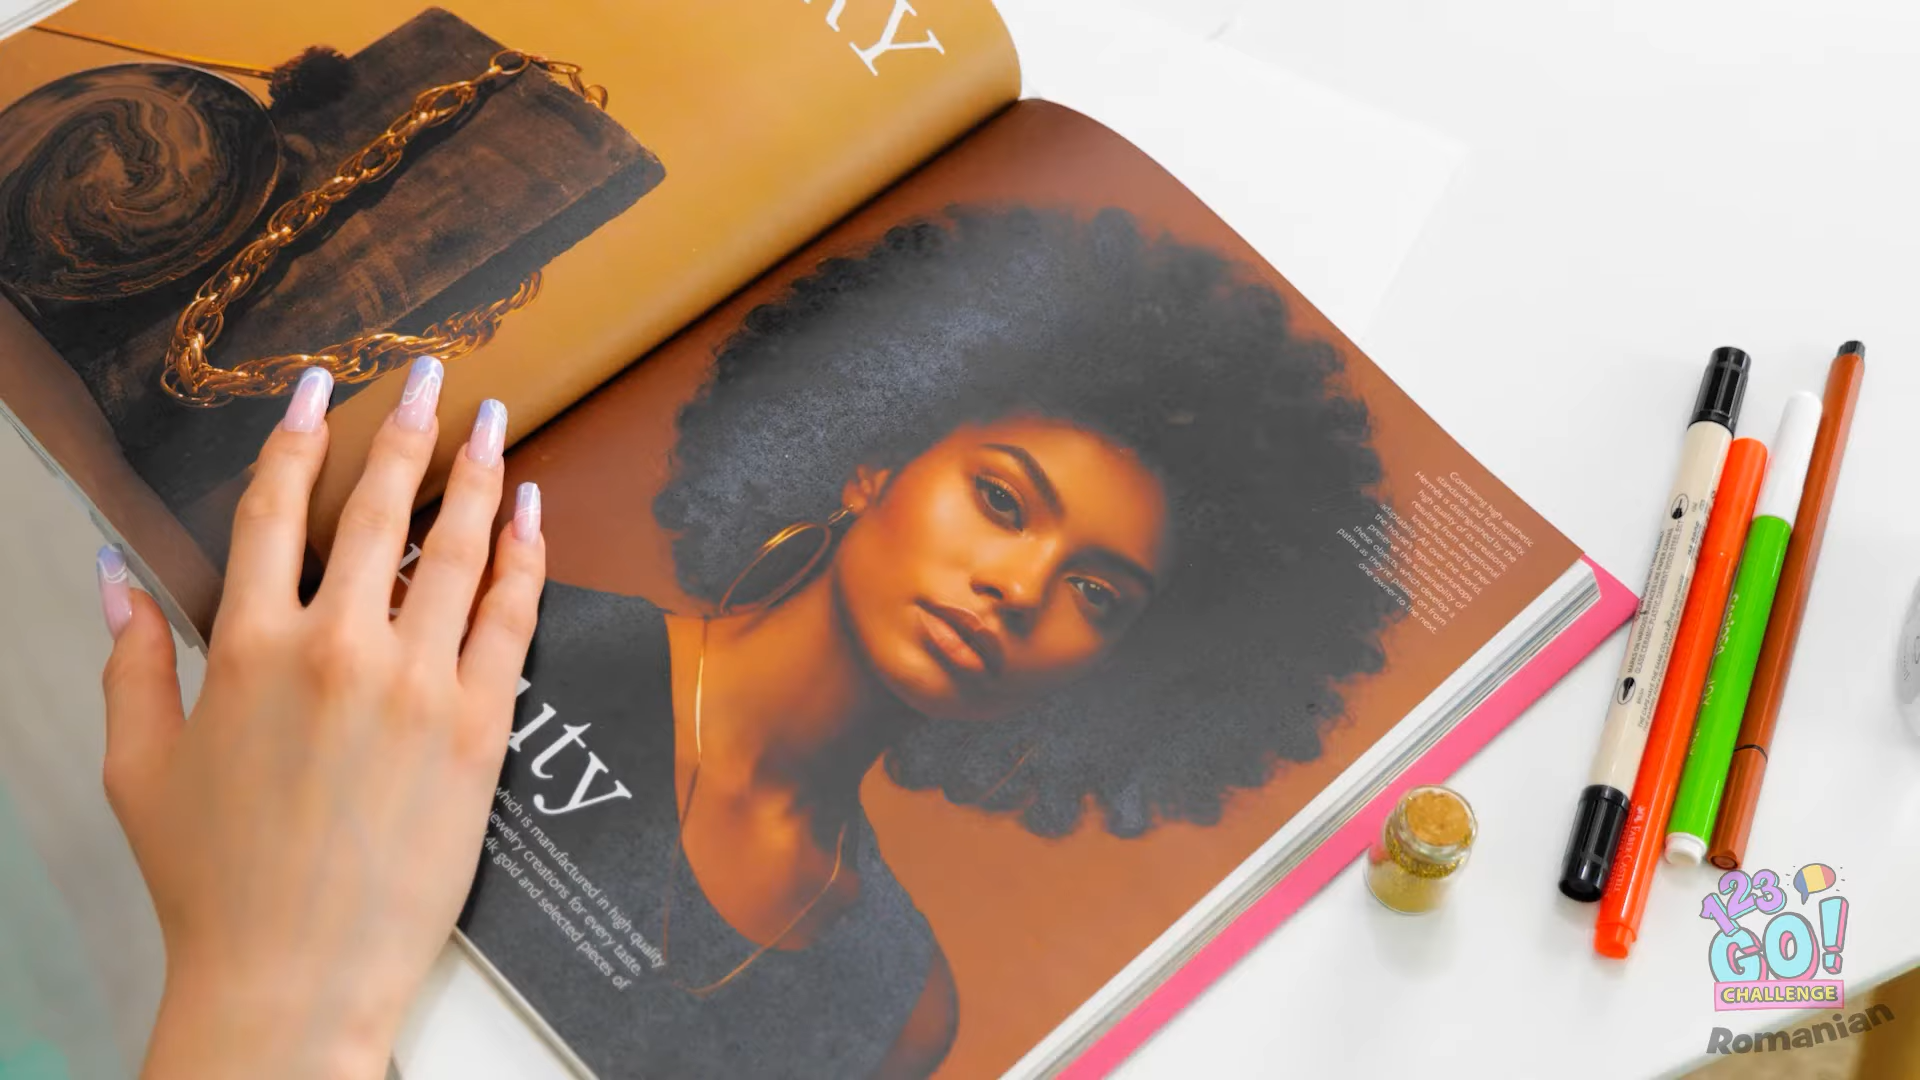 uty
which is manufactured in high quality
jewelry creations for every taste.
4k gold and selected pieces of
Combining high aesthetic
standards and functionality,
Hermès is distinguished by the
high quality of its creations,
resulting from exceptional
know-how, and by their
adaptability. All over the world,
the house's repair workshops
preserve the sustainability of
these objects, which develop a
patina as they're passed on from
one owner to the next.
123
GO!
CHALLENGE
Romanian